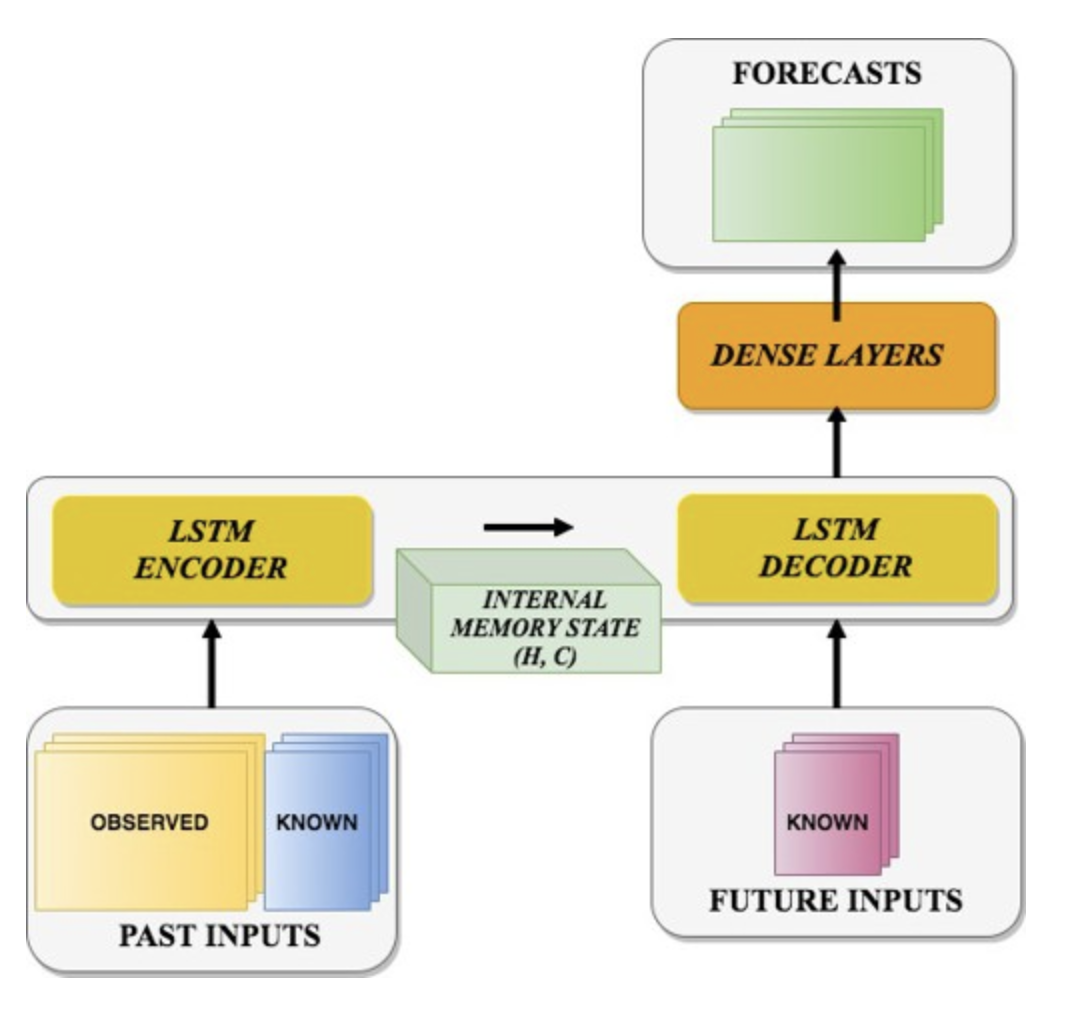 FORECASTS
DENSE LAYERS
LSTM
ENCODER
LSTM
DECODER
INTERNAL
MEMORY STATE
(H, C)
OBSERVED
KNOWN
PAST INPUTS
KNOWN
FUTURE INPUTS